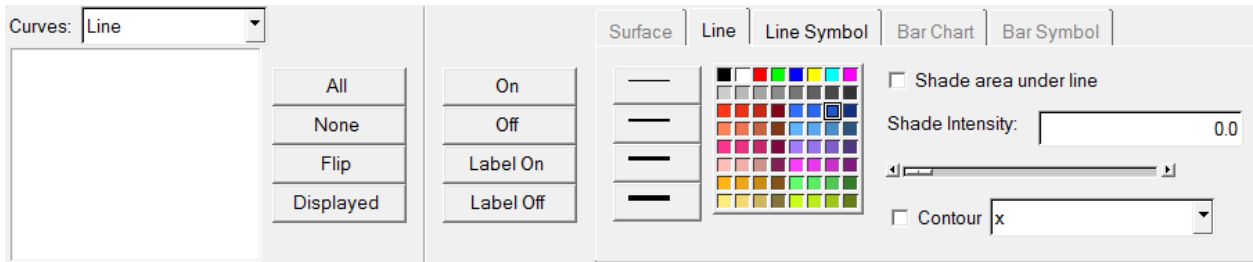 Curves: Line
All
None
Flip
Displayed
On
Off
Label On
Label Off
Surface Line Line Symbol Bar Chart Bar Symbol
Shade area under line
Shade Intensity: 0.0
Contour x